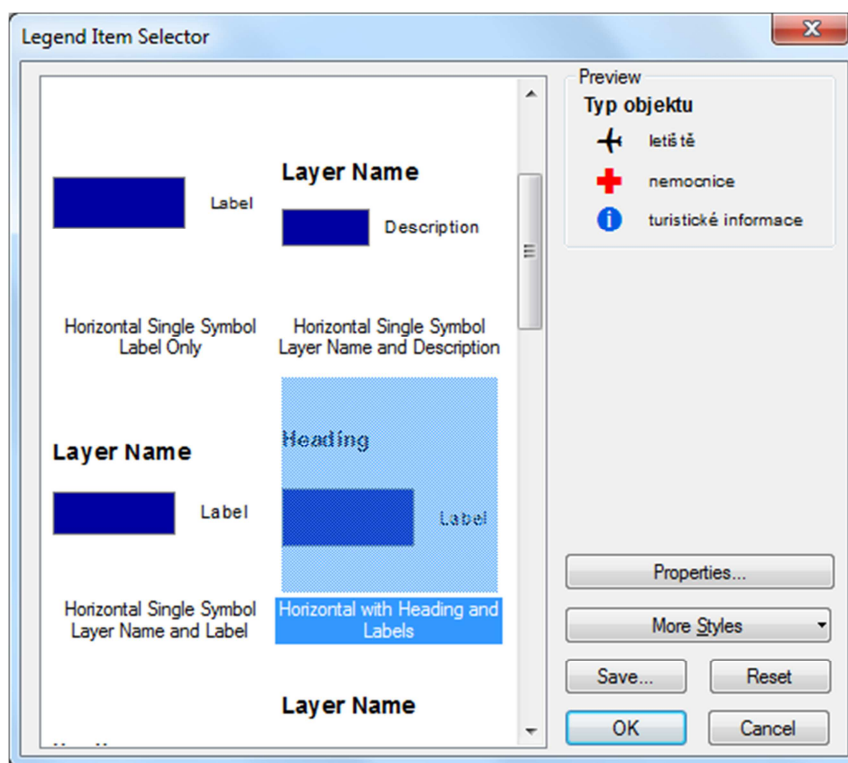 Legend Item Selector
Label
Horizontal Single Symbol
Label Only
Layer Name
Description
Horizontal Single Symbol
Layer Name and Description
Layer Name
Label
Horizontal Single Symbol
Layer Name and Label
Heading
Label
Horizontal with Heading and
Labels
Layer Name
Preview
Typ objektu
letiště
nemocnice
turistické informace
Properties...
More Styles
Save...
Reset
OK
Cancel